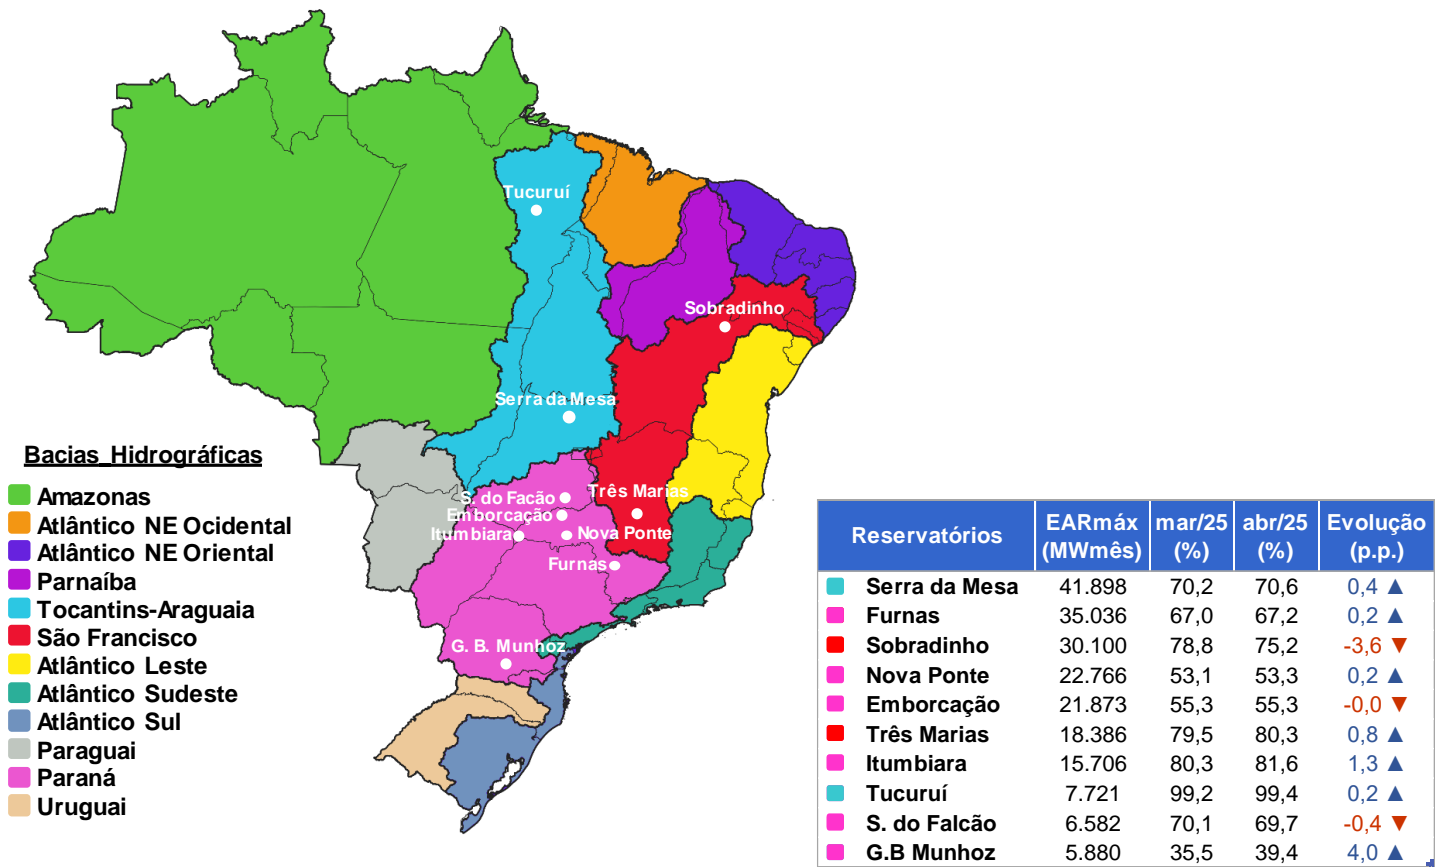 Tucuruí
Sobradinho
Serra da Mesa
Três Marias
S. do Facão
Emborcação
Itumbiara
Nova Ponte
Furnas
G. B. Munhoz
Bacias_Hidrográficas
Amazonas
Atlântico NE Ocidental
Atlântico NE Oriental
Parnaíba
Tocantins-Araguaia
São Francisco
Atlântico Leste
Atlântico Sudeste
Atlântico Sul
Paraguai
Paraná
Uruguai
Reservatórios EARmáx (MWmês) mar/25 (%) abr/25 (%) Evolução (p.p.)
Serra da Mesa 41.898 70,2 70,6 0,4 ▲
Furnas 35.036 67,0 67,2 0,2 ▲
Sobradinho 30.100 78,8 75,2 -3,6 ▼
Nova Ponte 22.766 53,1 53,3 0,2 ▲
Emborcação 21.873 55,3 55,3 -0,0 ▼
Três Marias 18.386 79,5 80,3 0,8 ▲
Itumbiara 15.706 80,3 81,6 1,3 ▲
Tucuruí 7.721 99,2 99,4 0,2 ▲
S. do Falcão 6.582 70,1 69,7 -0,4 ▼
G.B Munhoz 5.880 35,5 39,4 4,0 ▲